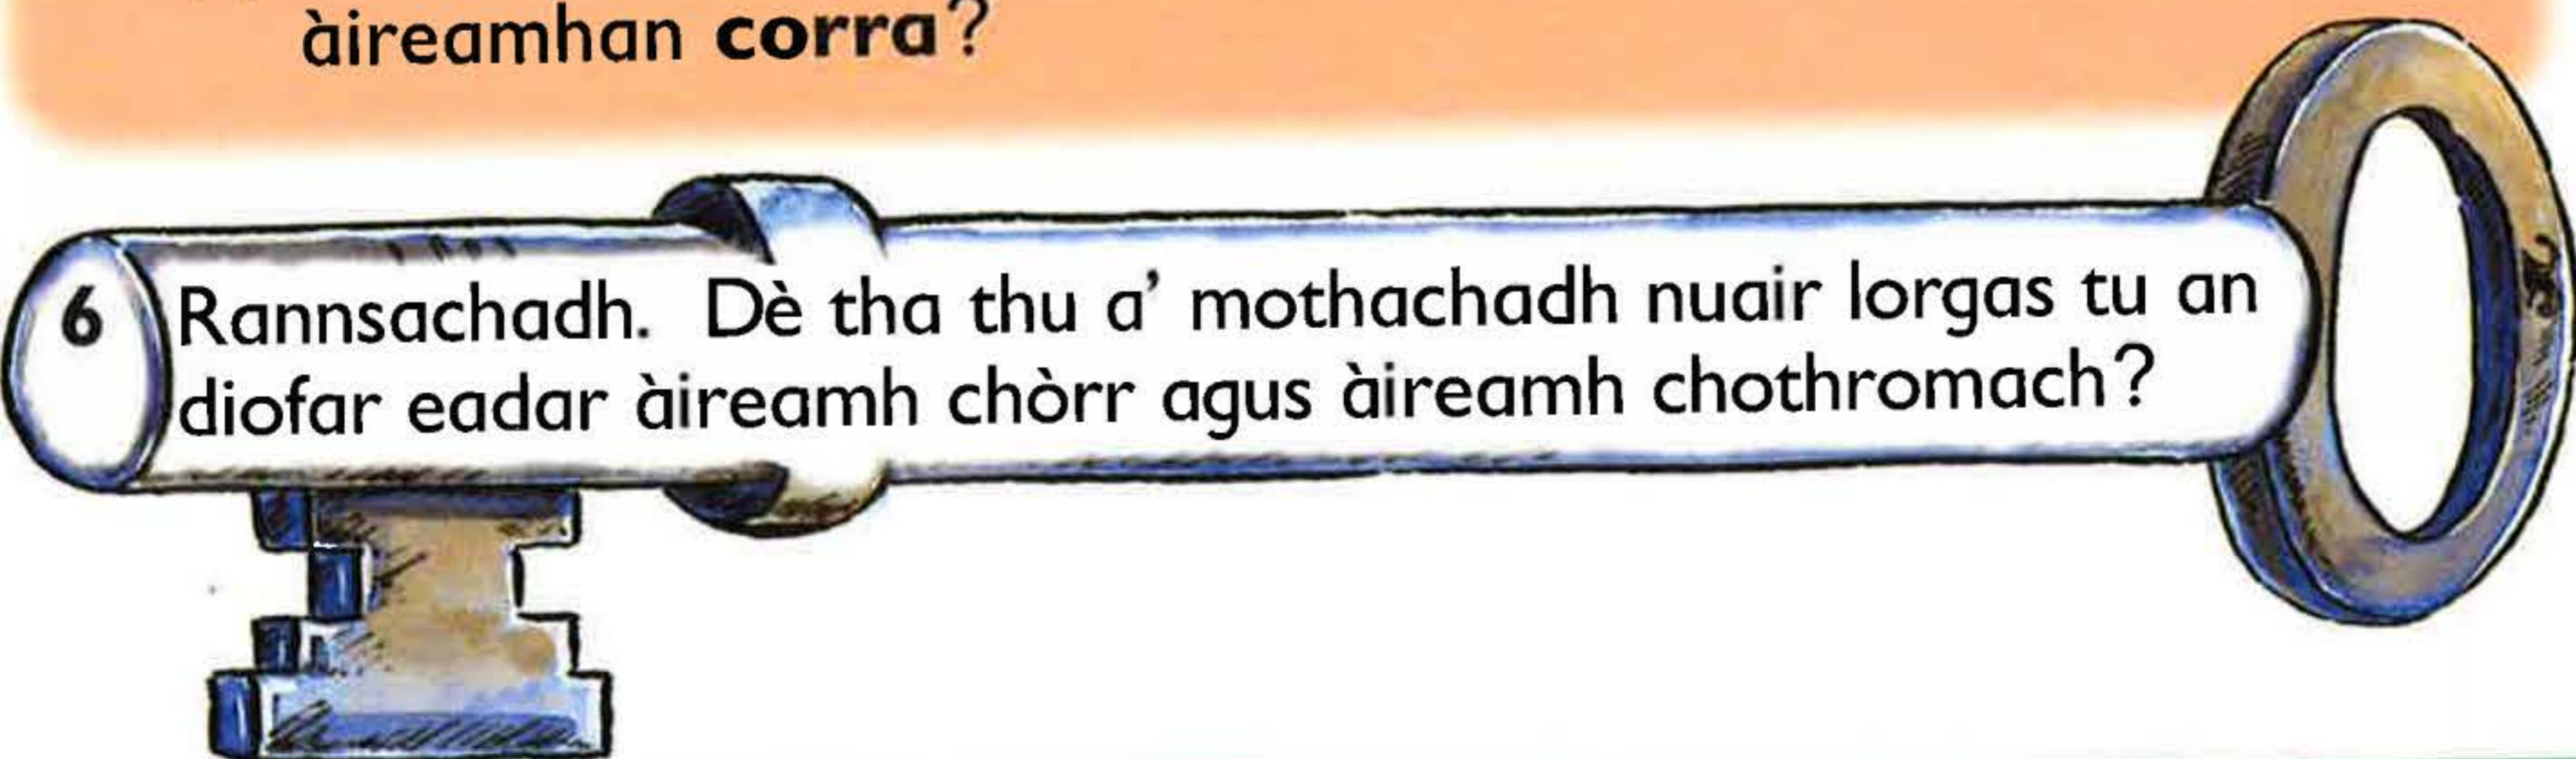 àireamhan corra?
6 Rannsachadh. Dè tha thu a' mothachadh nuair lorgas tu an
diofar eadar àireamh chòrr agus àireamh chothromach?